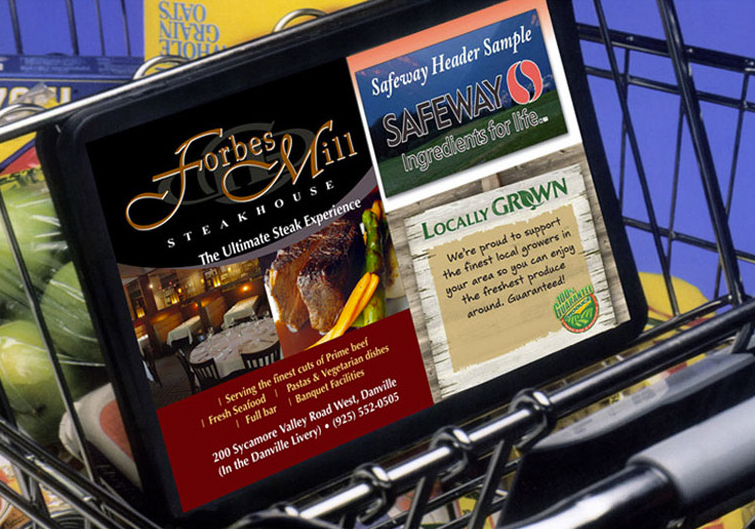 WHOLE
GRAIN
OATS
Forbes
Mill
STEAKHOUSE
The Ultimate Steak Experience
| Serving the finest cuts of Prime beef
| Fresh Seafood | Pastas & Vegetarian dishes
| Full bar | Banquet Facilities
200 Sycamore Valley Road West, Danville
(In the Danville Livery) • (925) 552-0505
Safeway Header Sample
SAFEWAY
Ingredients for life..
LOCALLY GROWN
We're proud to support
the finest local growers in
your area so you can enjoy
the freshest produce
around. Guaranteed!
100%